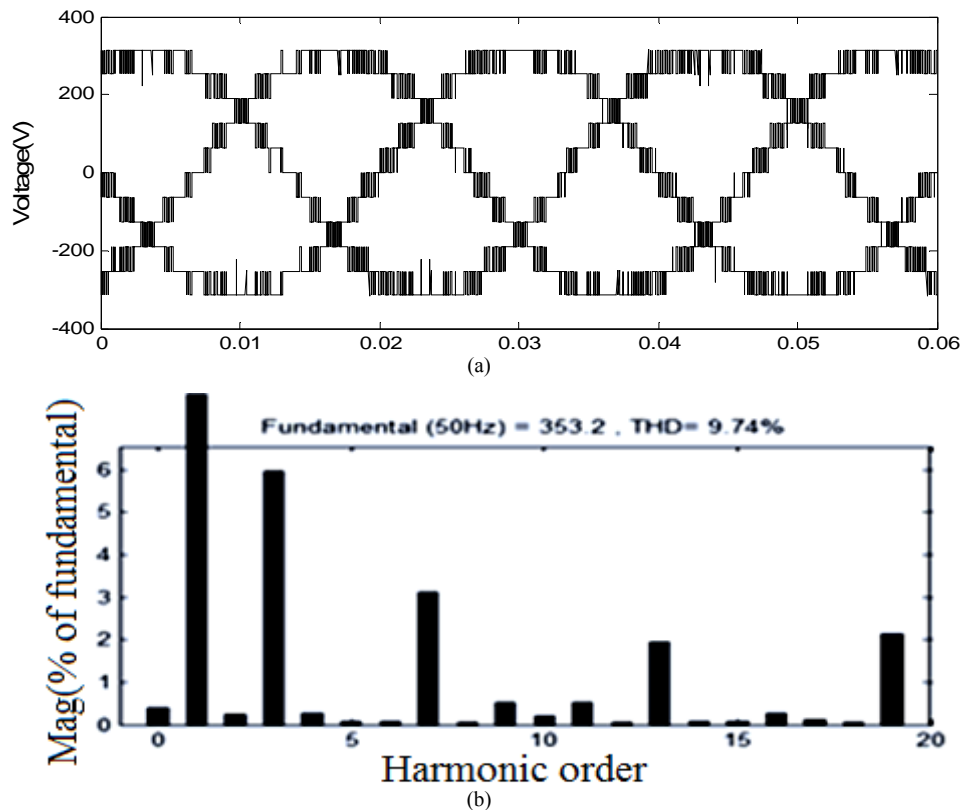 400
200
0
-200
-400
Voltage(V)
0 0.01 0.02 0.03 0.04 0.05 0.06
(a)
Fundamental (50Hz) = 353.2 , THD= 9.74%
6
5
4
3
2
1
0
Mag(% of fundamental)
0 5 10 15 20
Harmonic order
(b)